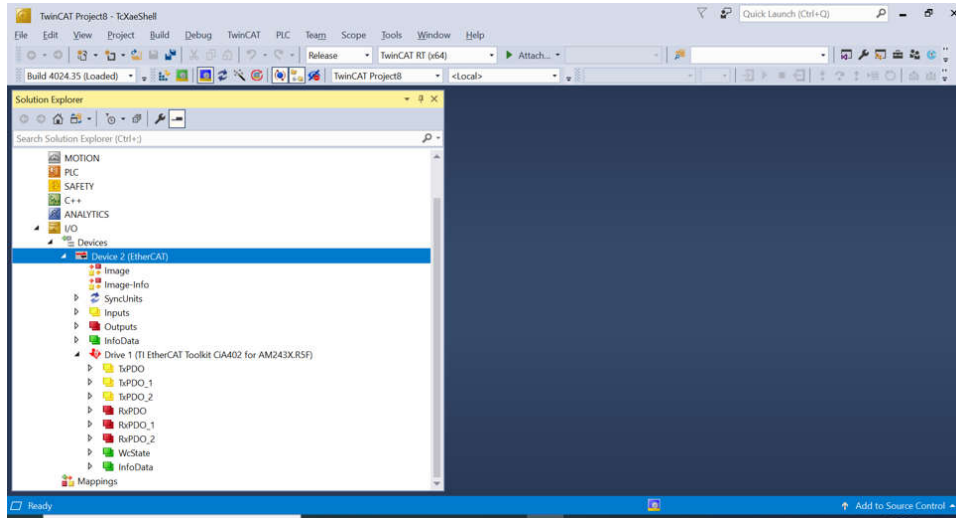 TwinCAT Project8 - TcXaeShell
Quick Launch (Ctrl+Q)
File Edit View Project Build Debug TwinCAT PLC Team Scope Tools Window Help
Release TwinCAT RT (x64) Attach...
Build 4024.35 (Loaded) TwinCAT Project8 <Local>
Solution Explorer
Search Solution Explorer (Ctrl+;)
MOTION
PLC
SAFETY
C++
ANALYTICS
I/O
Devices
Device 2 (EtherCAT)
Image
Image-Info
SyncUnits
Inputs
Outputs
InfoData
Drive 1 (TI EtherCAT Toolkit CiA402 for AM243X.R5F)
TxPDO
TxPDO_1
TxPDO_2
RxPDO
RxPDO_1
RxPDO_2
WcState
InfoData
Mappings
Ready
Add to Source Control